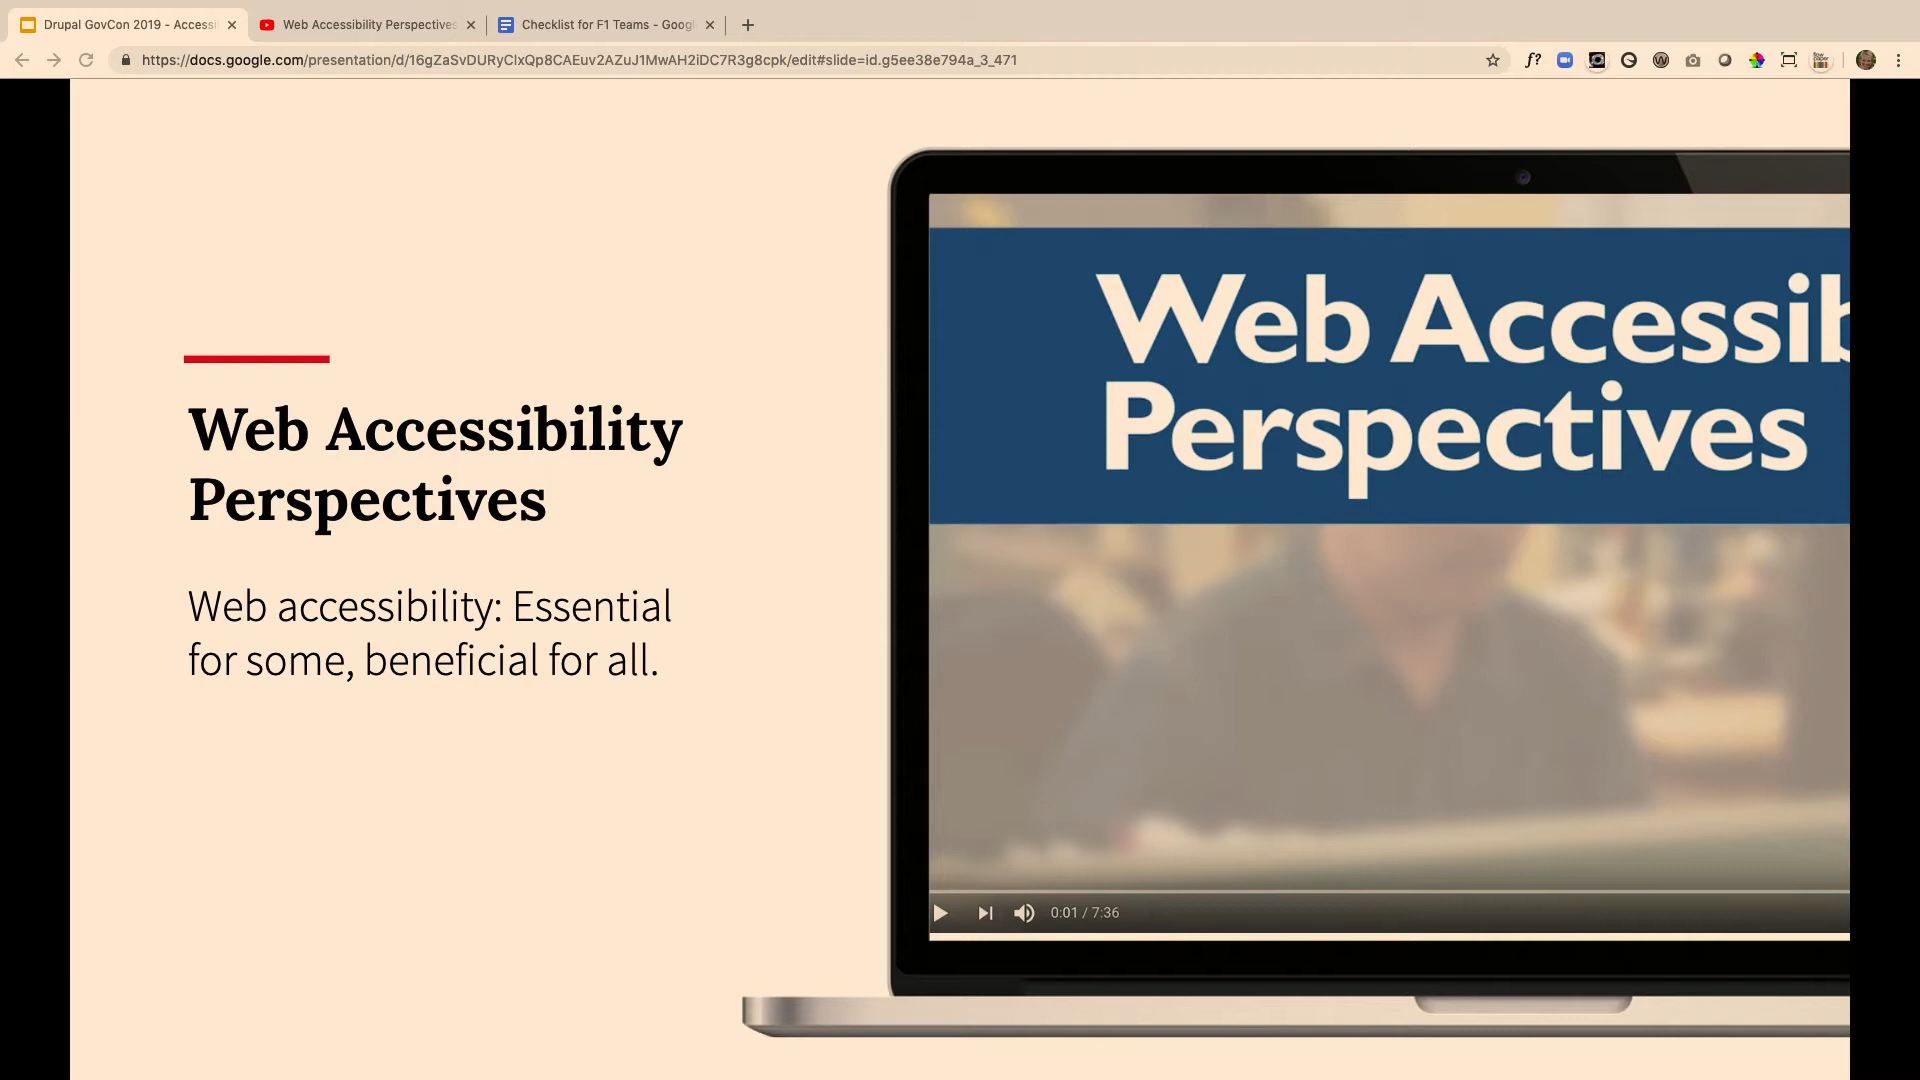 Drupal GovCon 2019 - Accessi
Web Accessibility Perspectives
Checklist for F1 Teams - Googl
https://docs.google.com/presentation/d/16gZaSvDURyClxQp8CAEuv2AZuJ1MwAH2iDC7R3g8cpk/edit#slide=id.g5ee38e794a_3_471
f?
Web Accessib
Perspectives
Web Accessibility
Perspectives
Web accessibility: Essential
for some, beneficial for all.
0:01 / 7:36